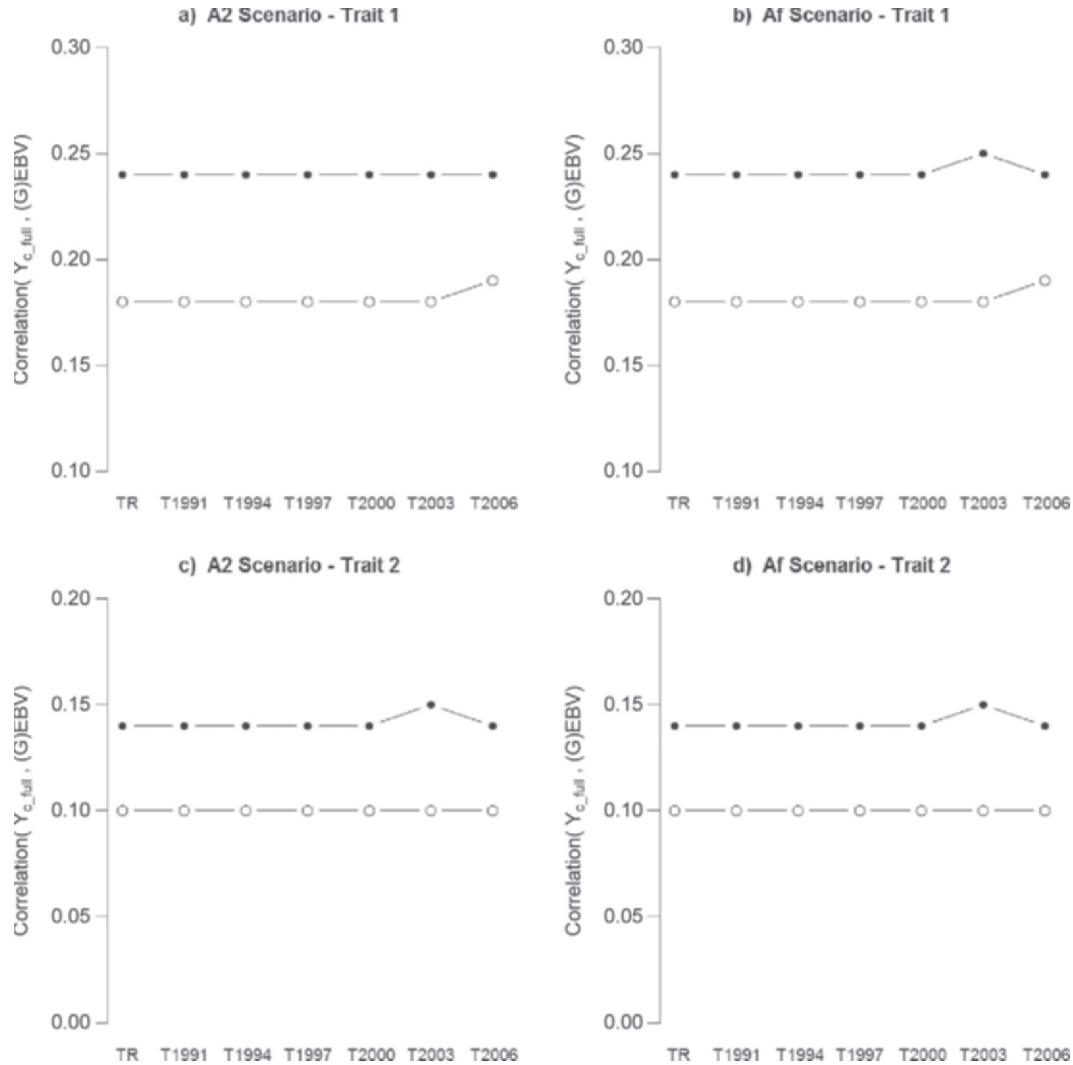 a) A2 Scenario - Trait 1
0.30
0.25
0.20
0.15
0.10
Correlation( Yc_full , (G)EBV)
TR T1991 T1994 T1997 T2000 T2003 T2006
b) Af Scenario - Trait 1
0.30
0.25
0.20
0.15
0.10
Correlation( Yc_full , (G)EBV)
TR T1991 T1994 T1997 T2000 T2003 T2006
c) A2 Scenario - Trait 2
0.20
0.15
0.10
0.05
0.00
Correlation( Yc_full , (G)EBV)
TR T1991 T1994 T1997 T2000 T2003 T2006
d) Af Scenario - Trait 2
0.20
0.15
0.10
0.05
0.00
Correlation( Yc_full , (G)EBV)
TR T1991 T1994 T1997 T2000 T2003 T2006